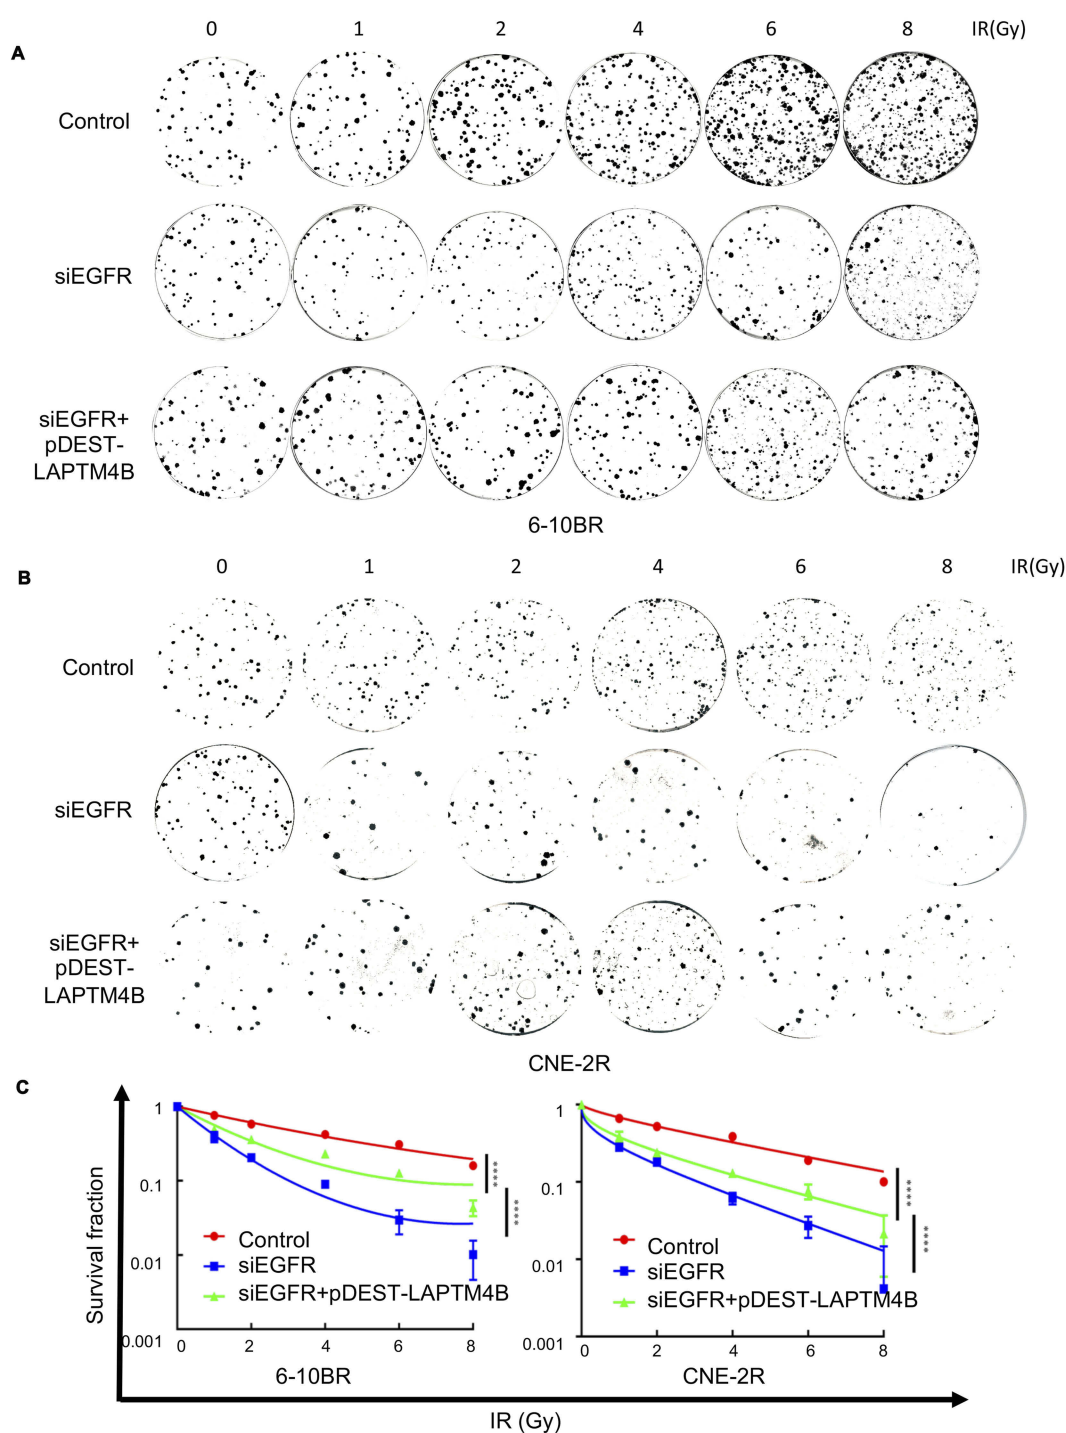 0 1 2 4 6 8 IR(Gy)
A
Control
siEGFR
siEGFR+
pDEST-
LAPTM4B
6-10BR
B
0 1 2 4 6 8 IR(Gy)
Control
siEGFR
siEGFR+
pDEST-
LAPTM4B
CNE-2R
C
Survival fraction
1
0.1
0.01
0.001
0 2 4 6 8
Control
siEGFR
siEGFR+pDEST-LAPTM4B
****
****
6-10BR
1
0.1
0.01
0.001
0 2 4 6 8
Control
siEGFR
siEGFR+pDEST-LAPTM4B
****
****
CNE-2R
IR (Gy)